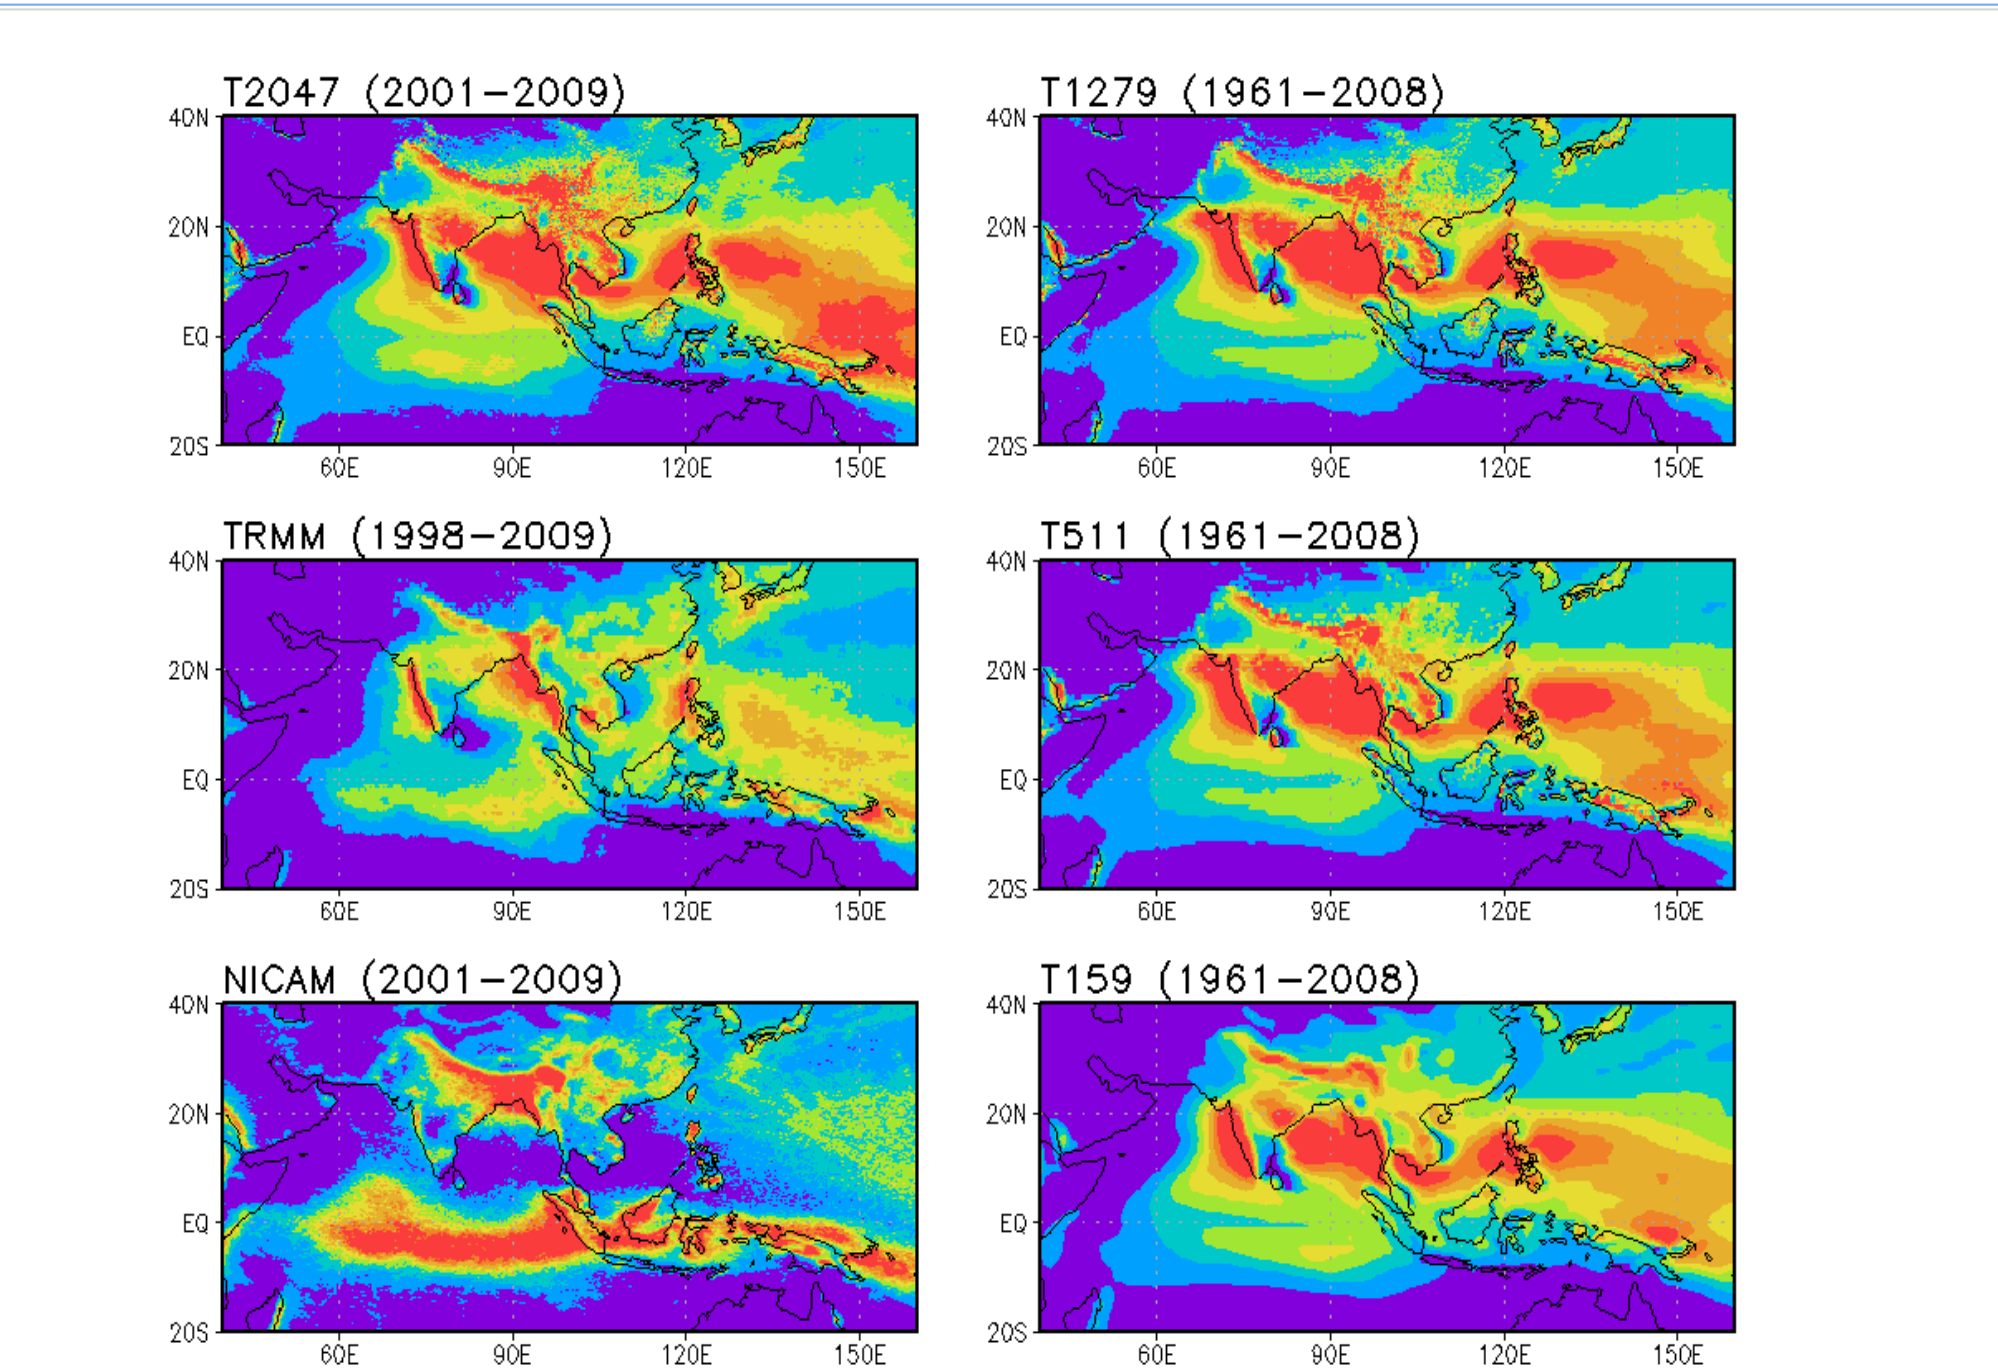 T2047 (2001-2009)
T1279 (1961-2008)
40N
20N
EQ
20S
60E 90E 120E 150E
40N
20N
EQ
20S
60E 90E 120E 150E
TRMM (1998-2009)
T511 (1961-2008)
40N
20N
EQ
20S
60E 90E 120E 150E
40N
20N
EQ
20S
60E 90E 120E 150E
NICAM (2001-2009)
T159 (1961-2008)
40N
20N
EQ
20S
60E 90E 120E 150E
40N
20N
EQ
20S
60E 90E 120E 150E